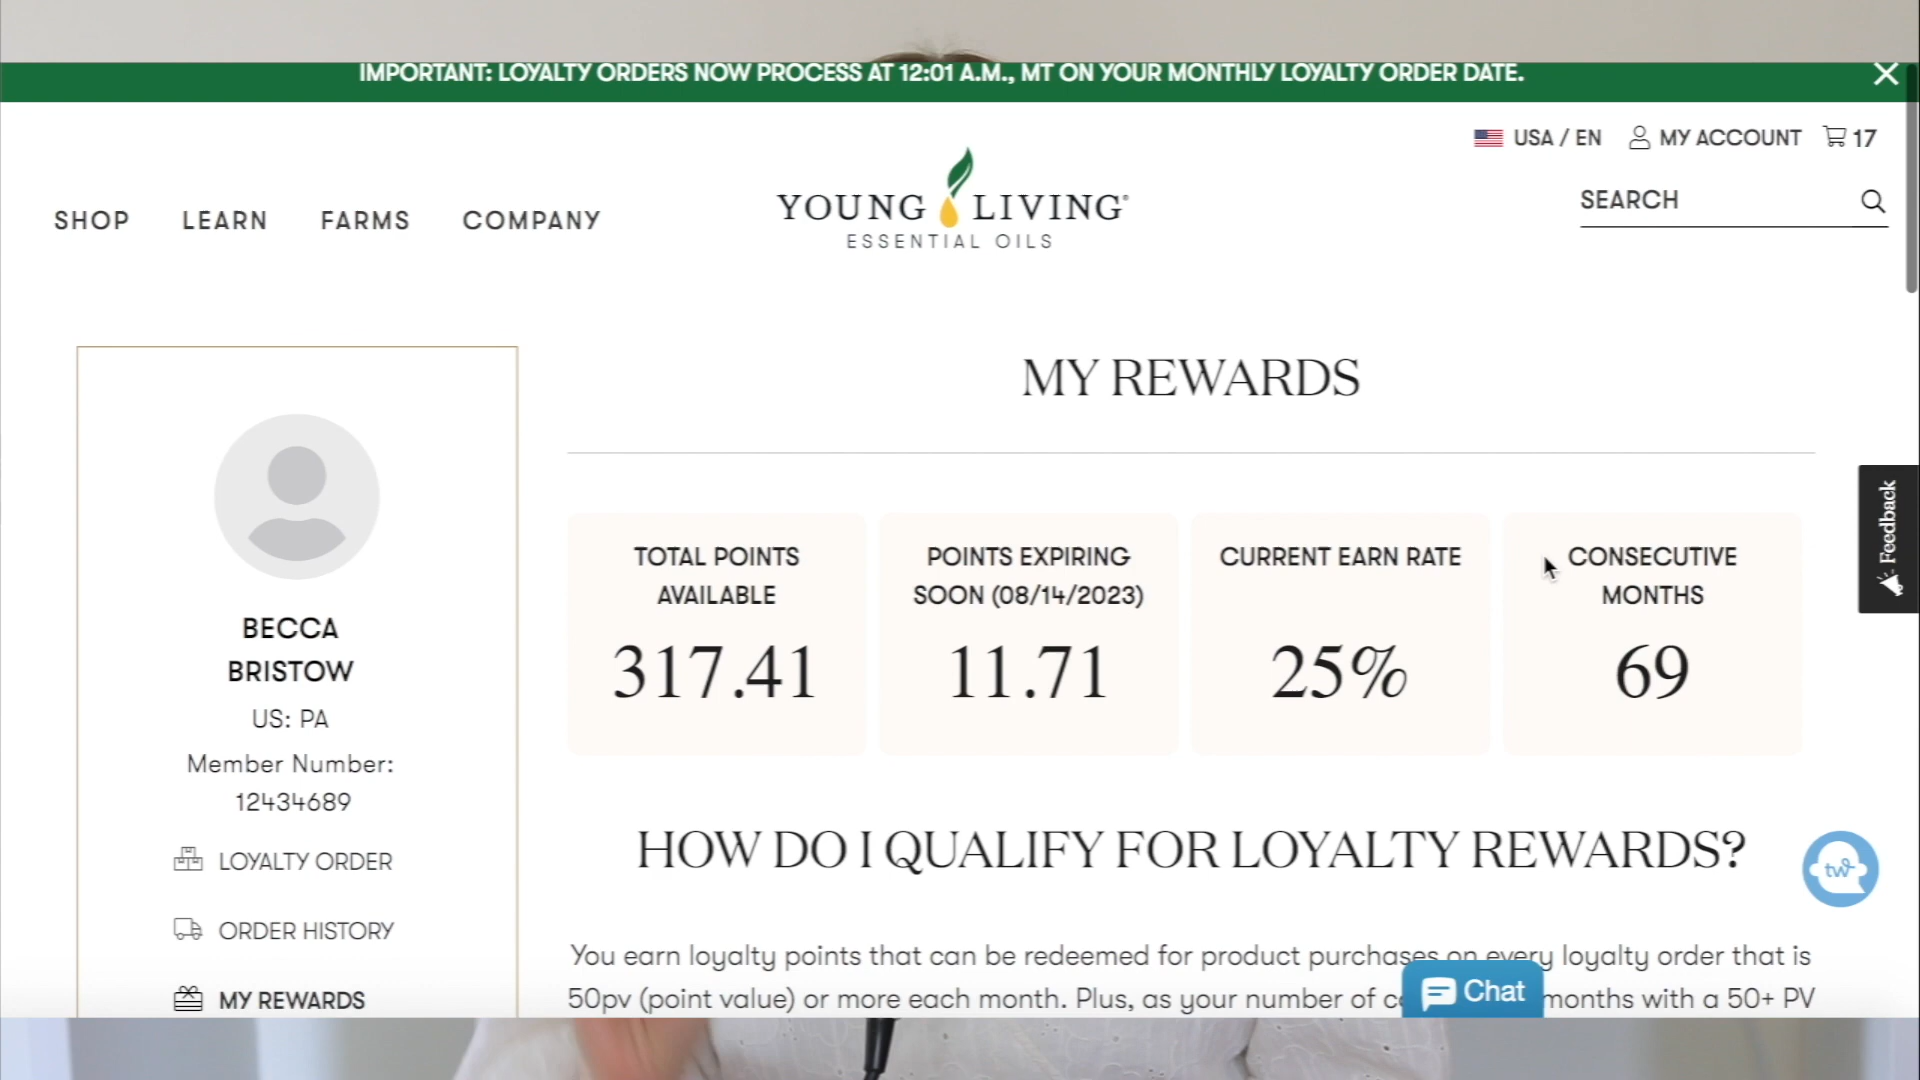 IMPORTANT: LOYALTY ORDERS NOW PROCESS AT 12:01 A.M., MT ON YOUR MONTHLY LOYALTY ORDER DATE.
USA / EN
MY ACCOUNT
17
SHOP
LEARN
FARMS
COMPANY
YOUNG LIVING
ESSENTIAL OILS
SEARCH
MY REWARDS
BECCA
BRISTOW
US: PA
Member Number:
12434689
LOYALTY ORDER
ORDER HISTORY
MY REWARDS
TOTAL POINTS
AVAILABLE
317.41
POINTS EXPIRING
SOON (08/14/2023)
11.71
CURRENT EARN RATE
25%
CONSECUTIVE
MONTHS
69
Feedback
HOW DO I QUALIFY FOR LOYALTY REWARDS?
You earn loyalty points that can be redeemed for product purchases on every loyalty order that is
50pv (point value) or more each month. Plus, as your number of months with a 50+ PV
Chat
tw